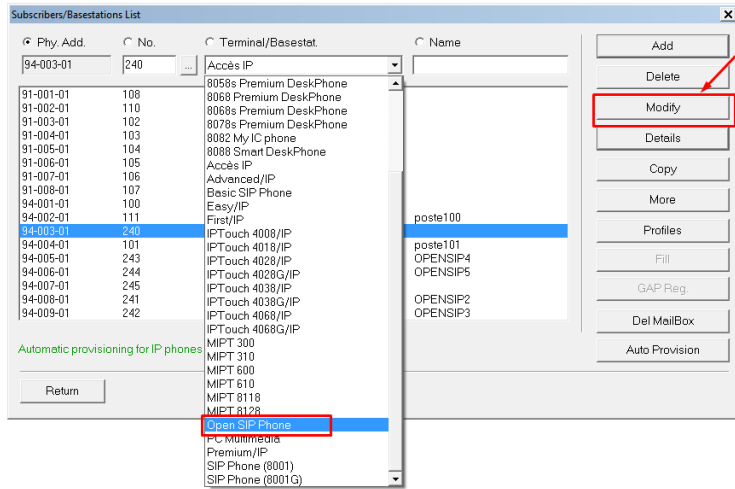 Subscribers/Basestations List
Phy. Add. No. Terminal/Basestat. Name
94-003-01 240 ... Accès IP
Add
Delete
Modify
Details
Copy
More
Profiles
Fill
GAP Reg.
Del MailBox
Auto Provision
91-001-01 108
91-002-01 110
91-003-01 102
91-004-01 103
91-005-01 104
91-006-01 105
91-007-01 106
91-008-01 107
94-001-01 100
94-002-01 111 poste100
94-003-01 240
94-004-01 101 poste101
94-005-01 243 OPENSIP4
94-006-01 244 OPENSIP5
94-007-01 245
94-008-01 241 OPENSIP2
94-009-01 242 OPENSIP3
8058s Premium DeskPhone
8068 Premium DeskPhone
8068s Premium DeskPhone
8078s Premium DeskPhone
8082 My IC phone
8088 Smart DeskPhone
Accès IP
Advanced/IP
Basic SIP Phone
Easy/IP
First/IP
IPTouch 4008/IP
IPTouch 4018/IP
IPTouch 4028/IP
IPTouch 4028G/IP
IPTouch 4038/IP
IPTouch 4038G/IP
IPTouch 4068/IP
IPTouch 4068G/IP
MIPT 300
MIPT 310
MIPT 600
MIPT 610
MIPT 8118
MIPT 8128
Open SIP Phone
PC Multimedia
Premium/IP
SIP Phone (8001)
SIP Phone (8001G)
Automatic provisioning for IP phones
Return